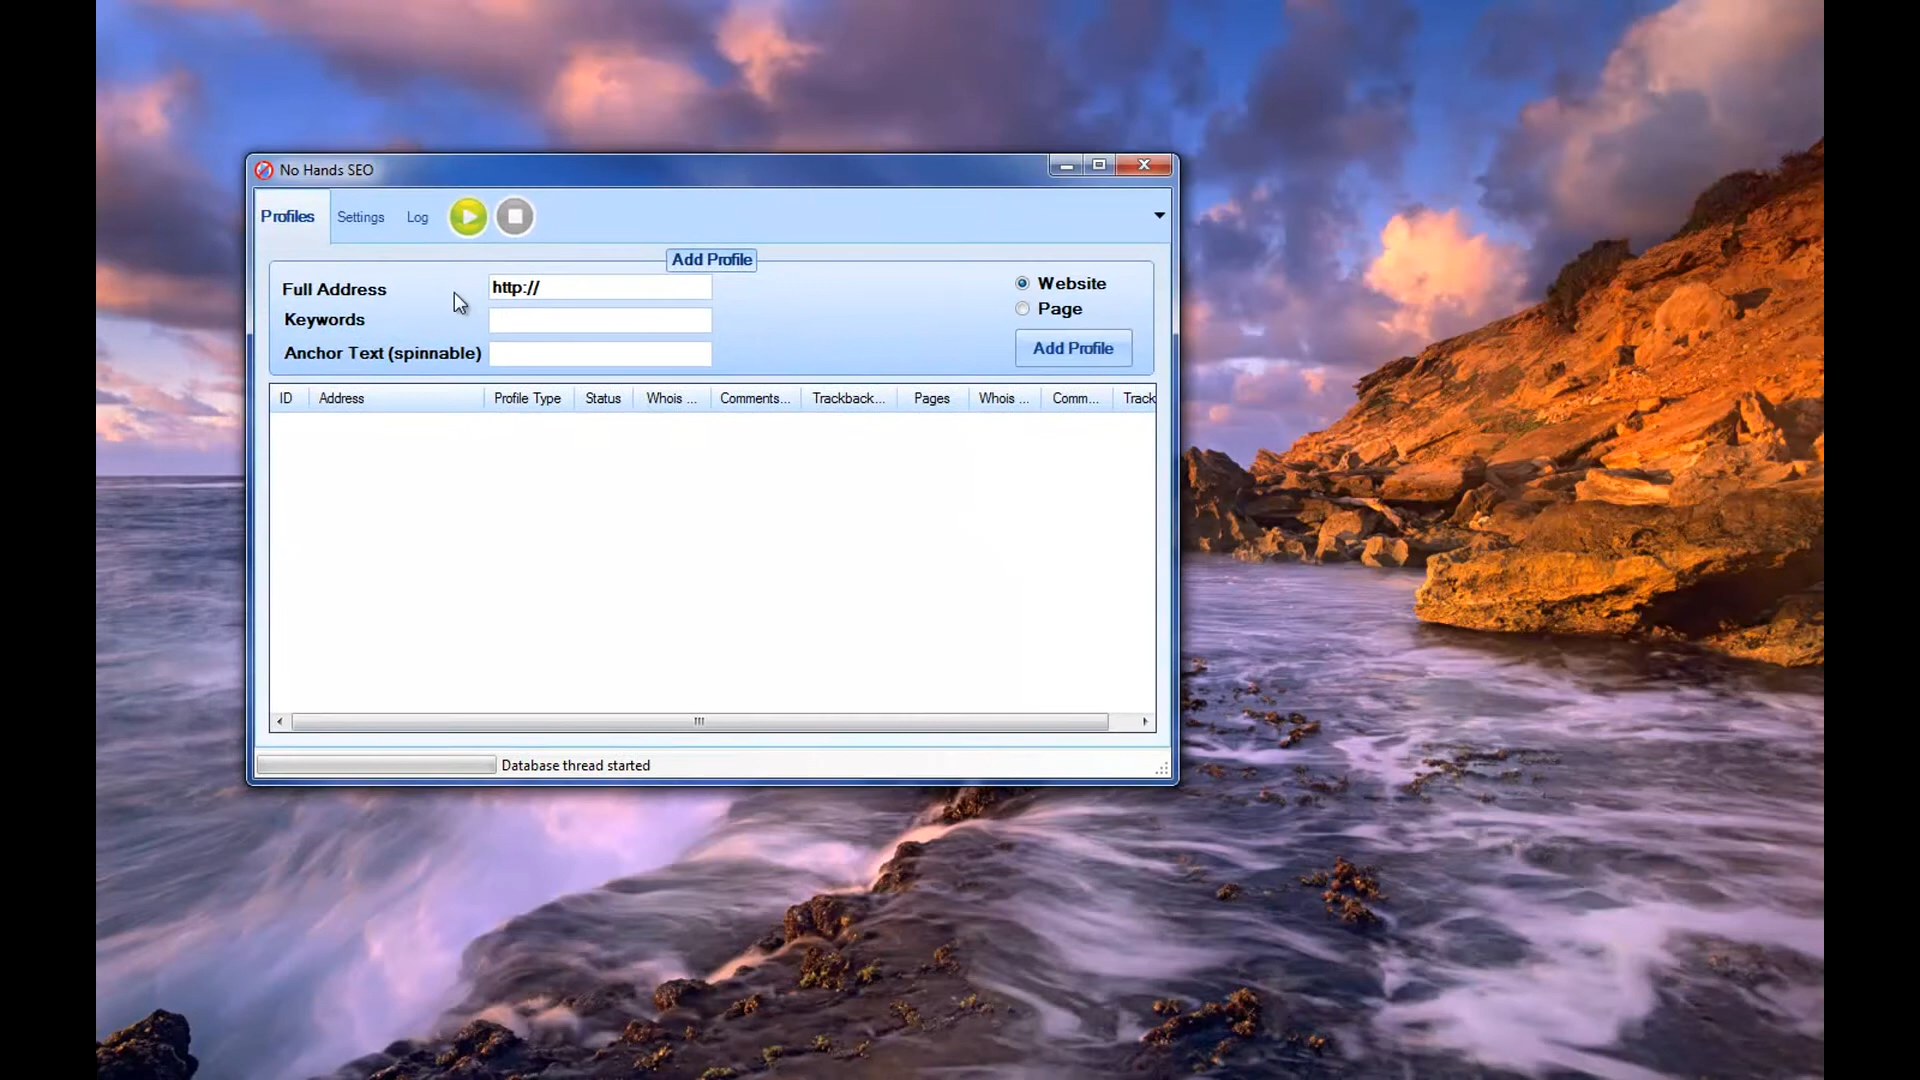 No Hands SEO
Profiles Settings Log
Add Profile
Full Address http:// Website
Keywords Page
Anchor Text (spinnable) Add Profile
ID Address Profile Type Status Whois ... Comments... Trackback... Pages Whois ... Comm... Track
Database thread started